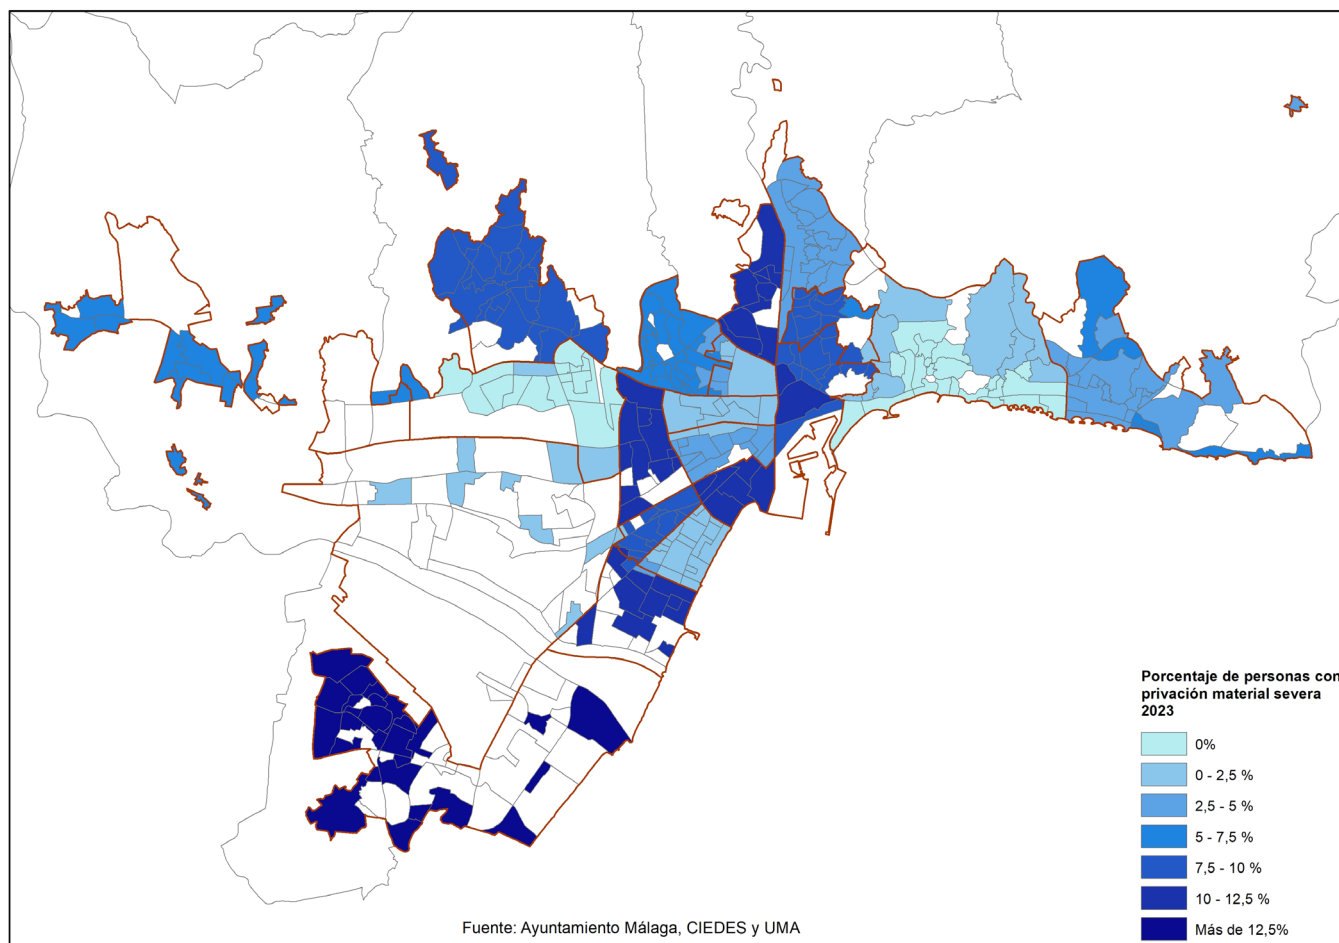 Porcentaje de personas con
privación material severa
2023
0%
0 - 2,5 %
2,5 - 5 %
5 - 7,5 %
7,5 - 10 %
10 - 12,5 %
Más de 12,5%
Fuente: Ayuntamiento Málaga, CIEDES y UMA